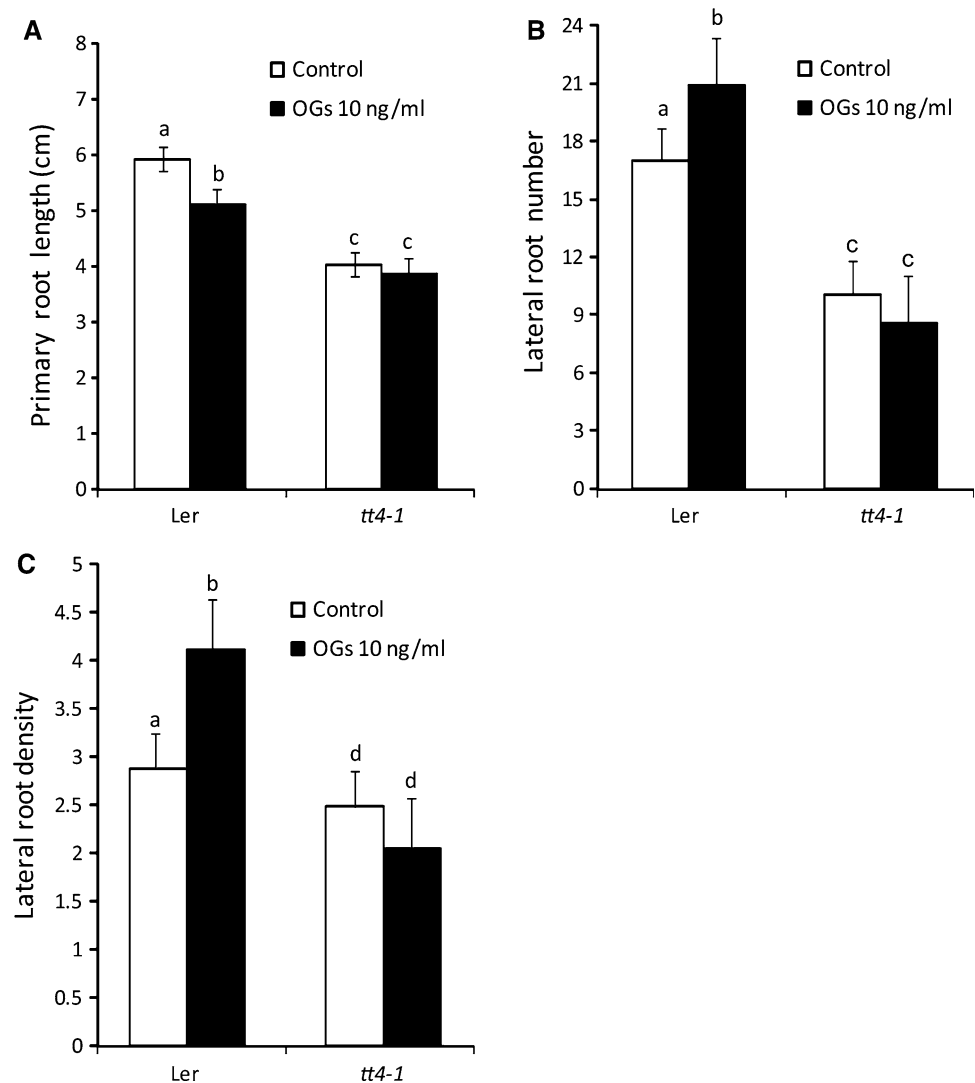 A
Primary root length (cm)
8
7
6
5
4
3
2
1
0
Control
OGs 10 ng/ml
a
b
c
c
Ler
tt4-1
B
Lateral root number
24
21
18
15
12
9
6
3
0
Control
OGs 10 ng/ml
a
b
c
c
Ler
tt4-1
C
Lateral root density
5
4.5
4
3.5
3
2.5
2
1.5
1
0.5
0
Control
OGs 10 ng/ml
a
b
d
d
Ler
tt4-1